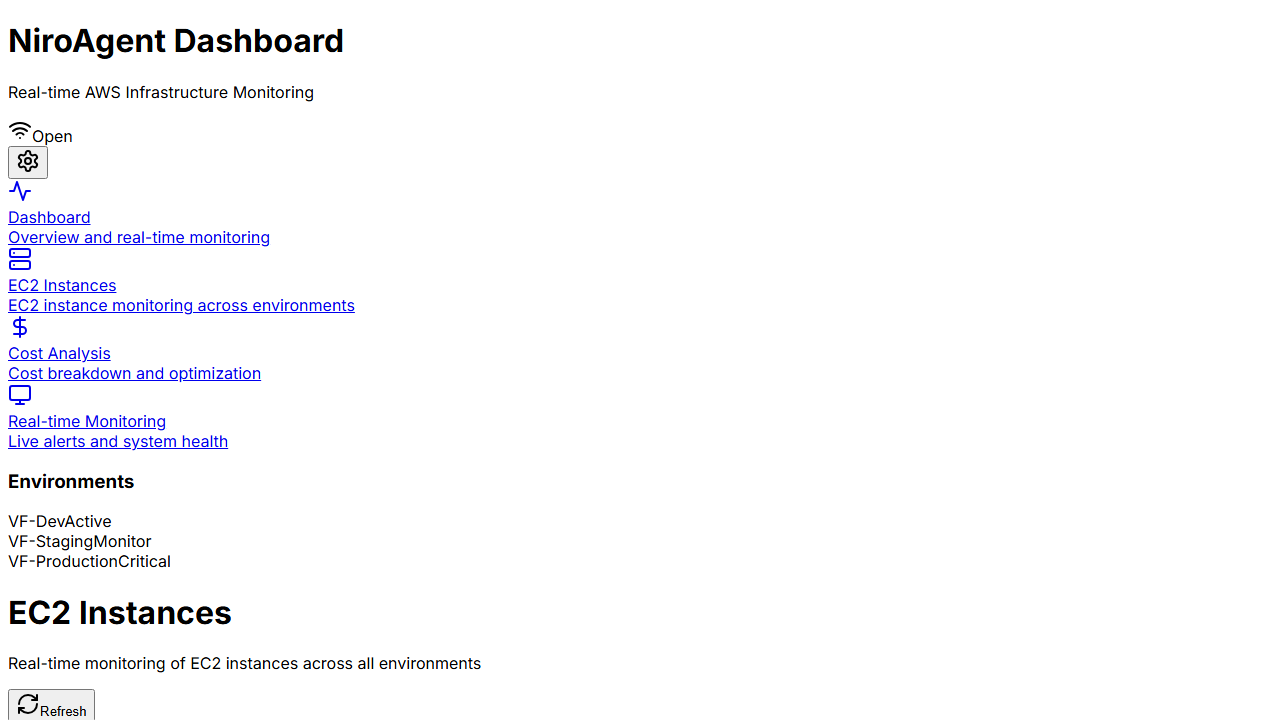 NiroAgent Dashboard
Real-time AWS Infrastructure Monitoring
Open
Dashboard
Overview and real-time monitoring
EC2 Instances
EC2 instance monitoring across environments
Cost Analysis
Cost breakdown and optimization
Real-time Monitoring
Live alerts and system health
Environments
VF-DevActive
VF-StagingMonitor
VF-ProductionCritical
EC2 Instances
Real-time monitoring of EC2 instances across all environments
Refresh